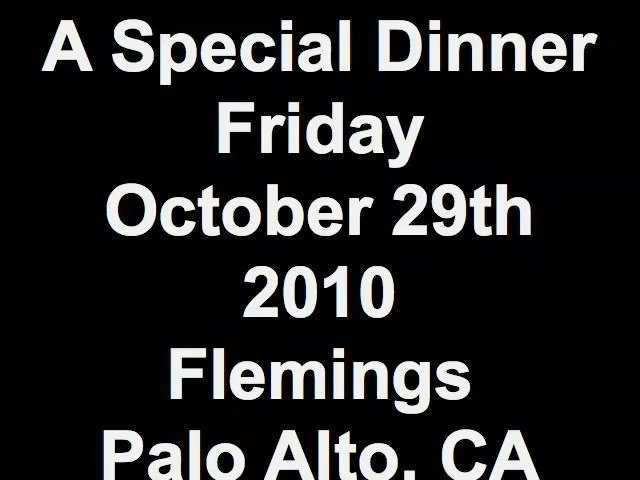 A Special Dinner
Friday
October 29th
2010
Flemings
Palo Alto, CA